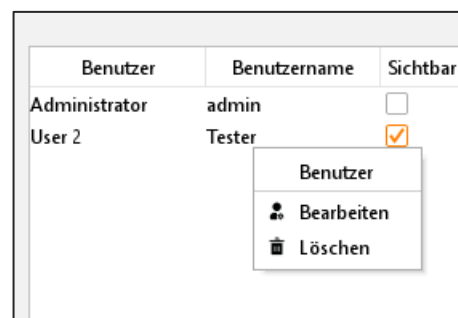 Benutzer Benutzername Sichtbar
Administrator admin
User 2 Tester
Benutzer
Bearbeiten
Löschen